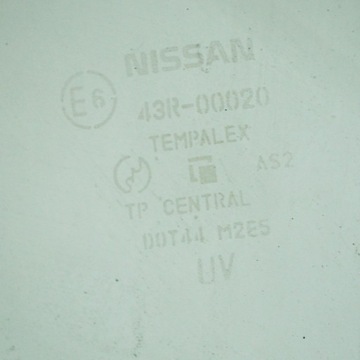 NISSAN
E6 43R-00020
TEMPALEX
AS2
TP CENTRAL
DOT44 M2E5
UV